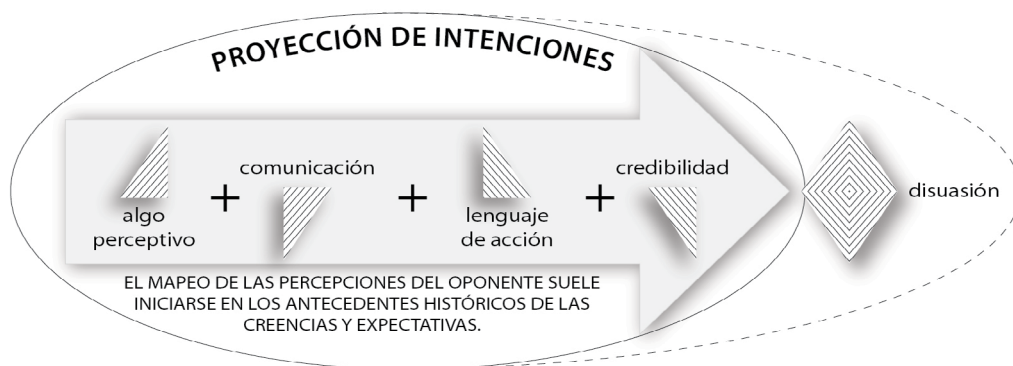 PROYECCIÓN DE INTENCIONES
algo
perceptivo
+
comunicación
+
lenguaje
de acción
+
credibilidad
disuasión
EL MAPEO DE LAS PERCEPCIONES DEL OPONENTE SUELE
INICIARSE EN LOS ANTECEDENTES HISTÓRICOS DE LAS
CREENCIAS Y EXPECTATIVAS.